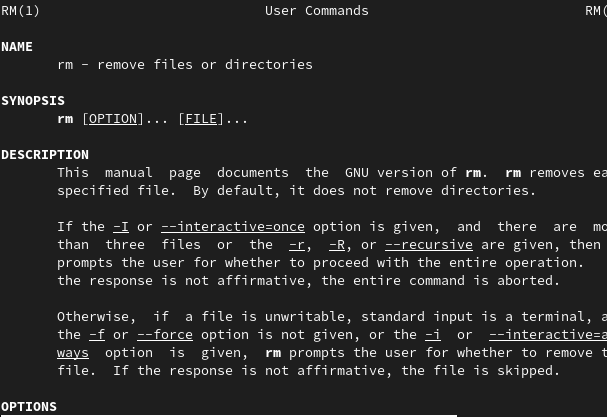 RM(1) User Commands RM(
NAME
rm - remove files or directories
SYNOPSIS
rm [OPTION]... [FILE]...
DESCRIPTION
This manual page documents the GNU version of rm. rm removes ea
specified file. By default, it does not remove directories.
If the -I or --interactive=once option is given, and there are mo
than three files or the -r, -R, or --recursive are given, then
prompts the user for whether to proceed with the entire operation.
the response is not affirmative, the entire command is aborted.
Otherwise, if a file is unwritable, standard input is a terminal, a
the -f or --force option is not given, or the -i or --interactive=a
ways option is given, rm prompts the user for whether to remove t
file. If the response is not affirmative, the file is skipped.
OPTIONS